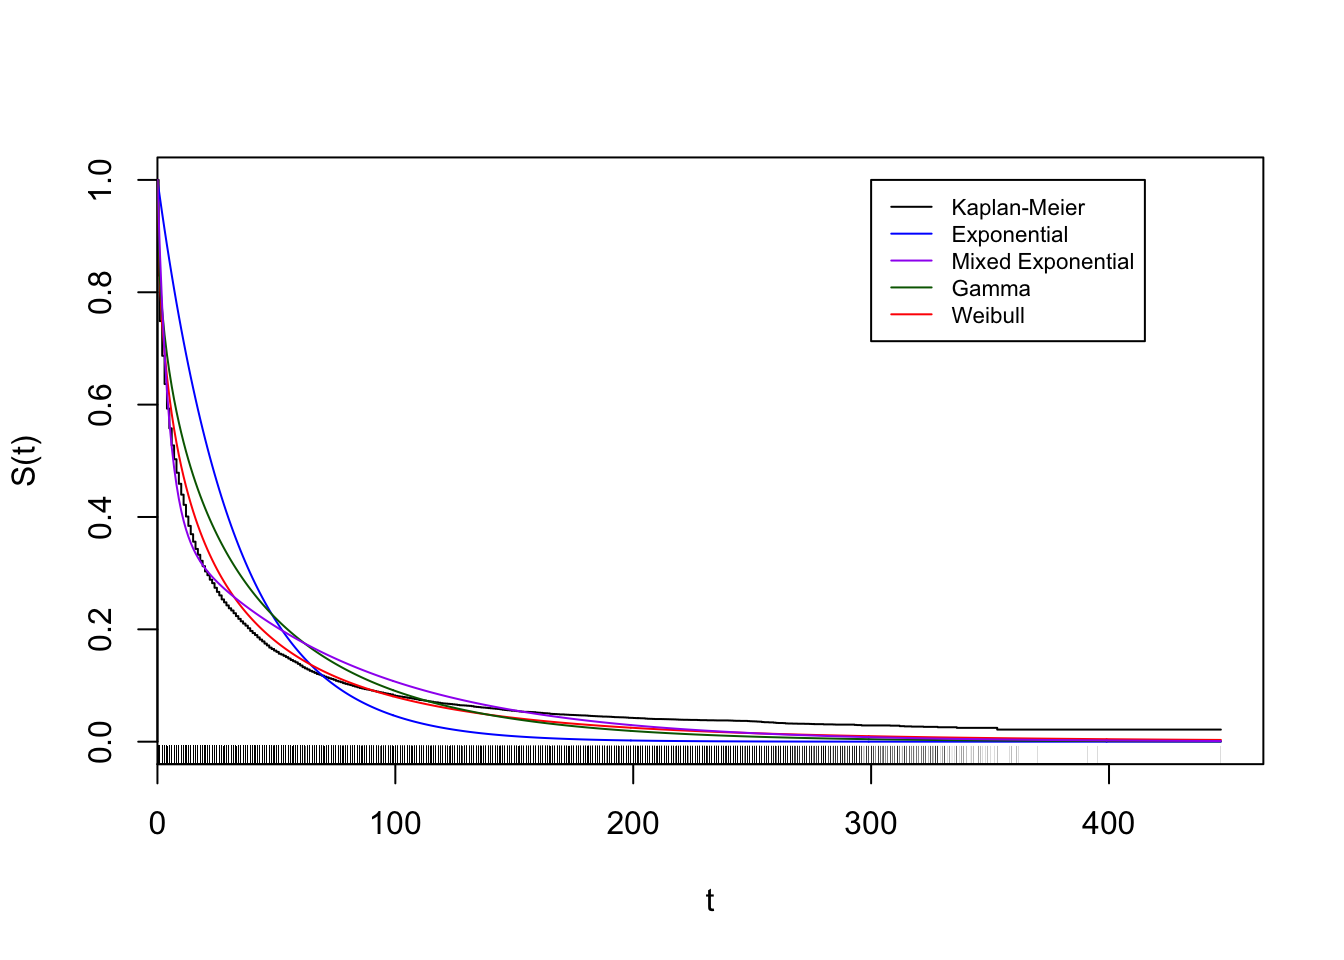 Kaplan-Meier
Exponential
Mixed Exponential
Gamma
Weibull
S(t)
1.0
0.8
0.6
0.4
0.2
0.0
0 100 200 300 400
t